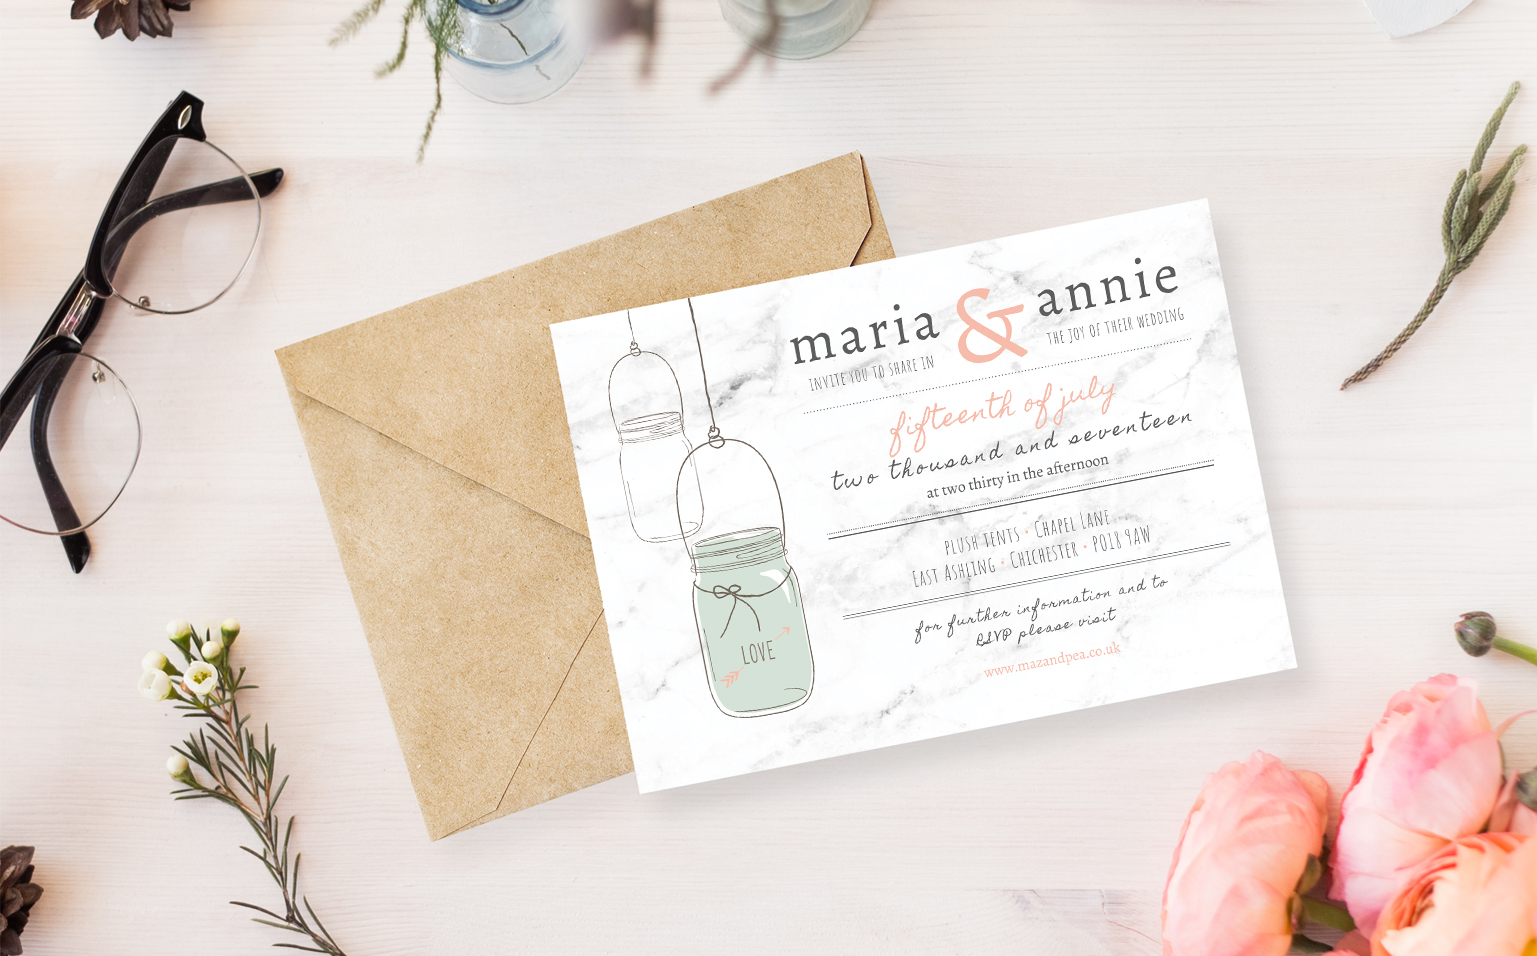 maria & annie
INVITE YOU TO SHARE IN THE JOY OF THEIR WEDDING
fifteenth of july
two thousand and seventeen
at two thirty in the afternoon
PLUSH TENTS • CHAPEL LANE
EAST ASHLING • CHICHESTER • PO18 9AW
for further information and to
RSVP please visit
www.mazandpea.co.uk
LOVE